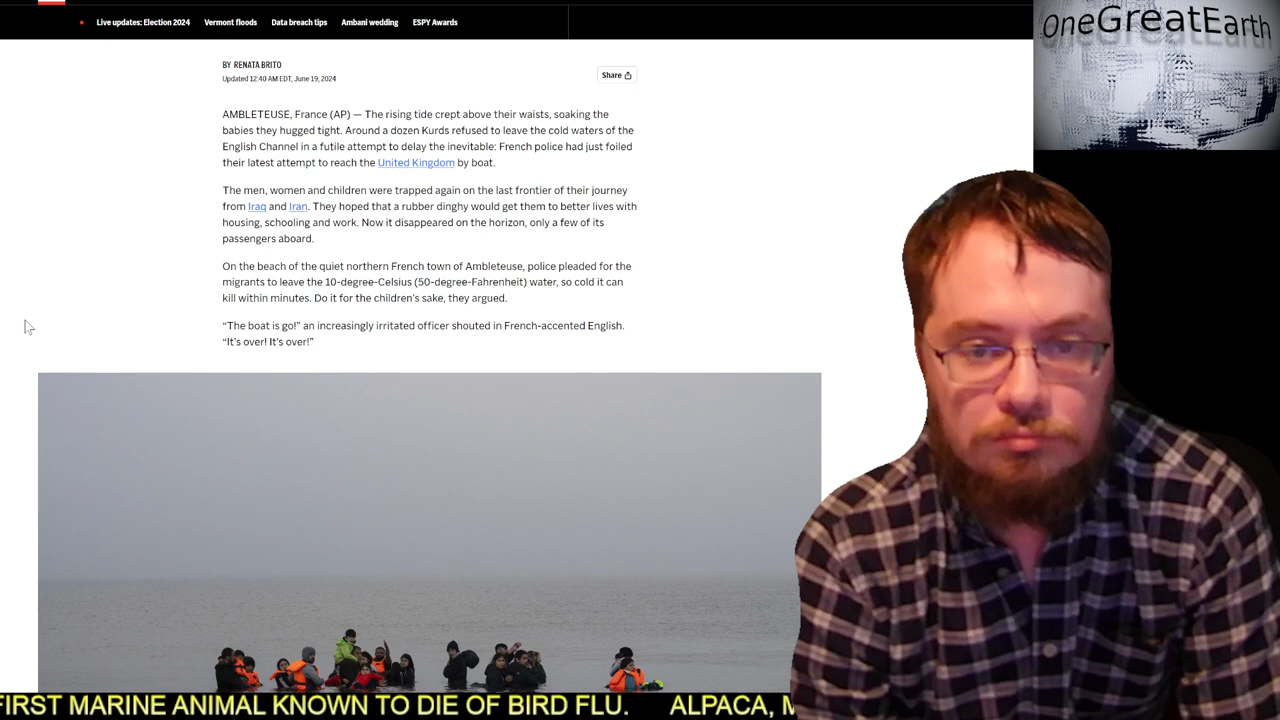 Live updates: Election 2024 Vermont floods Data breach tips Ambani wedding ESPY Awards
OneGreatEarth
BY RENATA BRITO
Updated 12:40 AM EDT, June 19, 2024
Share
AMBLETEUSE, France (AP) — The rising tide crept above their waists, soaking the
babies they hugged tight. Around a dozen Kurds refused to leave the cold waters of the
English Channel in a futile attempt to delay the inevitable: French police had just foiled
their latest attempt to reach the United Kingdom by boat.
The men, women and children were trapped again on the last frontier of their journey
from Iraq and Iran. They hoped that a rubber dinghy would get them to better lives with
housing, schooling and work. Now it disappeared on the horizon, only a few of its
passengers aboard.
On the beach of the quiet northern French town of Ambleteuse, police pleaded for the
migrants to leave the 10-degree-Celsius (50-degree-Fahrenheit) water, so cold it can
kill within minutes. Do it for the children's sake, they argued.
“The boat is go!” an increasingly irritated officer shouted in French-accented English.
“It's over! It's over!”
FIRST MARINE ANIMAL KNOWN TO DIE OF BIRD FLU. ALPACA, M